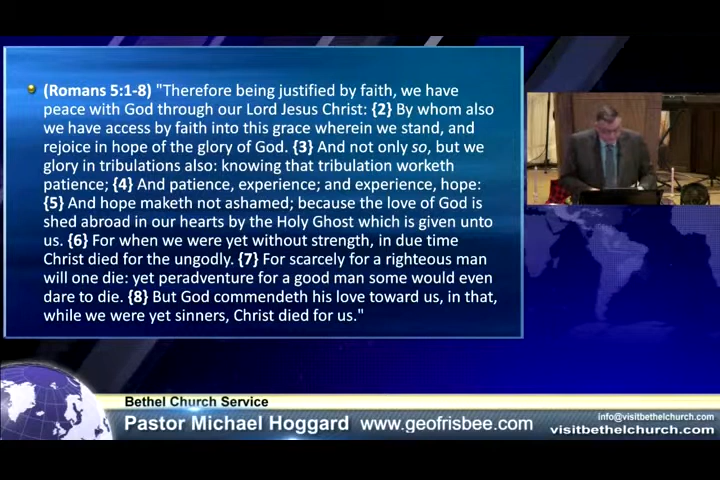 (Romans 5:1-8) "Therefore being justified by faith, we have
peace with God through our Lord Jesus Christ: {2} By whom also
we have access by faith into this grace wherein we stand, and
rejoice in hope of the glory of God. {3} And not only so, but we
glory in tribulations also: knowing that tribulation worketh
patience; {4} And patience, experience; and experience, hope:
{5} And hope maketh not ashamed; because the love of God is
shed abroad in our hearts by the Holy Ghost which is given unto
us. {6} For when we were yet without strength, in due time
Christ died for the ungodly. {7} For scarcely for a righteous man
will one die: yet peradventure for a good man some would even
dare to die. {8} But God commendeth his love toward us, in that,
while we were yet sinners, Christ died for us."
Bethel Church Service
Pastor Michael Hoggard www.geofrisbee.com
info@visitbethelchurch.com
visitbethelchurch.com